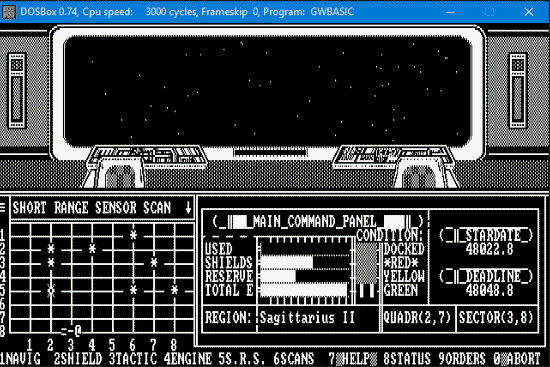 DOSBox 0.74, Cpu speed: 3000 cycles, Frameskip 0, Program: GWBASIC
SHORT RANGE SENSOR SCAN ↓
MAIN_COMMAND_PANEL
1
2
3
4
5
6
7
8
1 2 3 4 5 6 7 8
USED
SHIELDS
RESERVE
TOTAL E
CONDITION:
DOCKED
*RED*
YELLOW
GREEN
STARDATE
48022.8
DEADLINE
48048.8
REGION: Sagittarius II QUADR(2,7) SECTOR(3,8)
1NAVIG 2SHIELD 3TACTIC 4ENGINE 5S.R.S. 6SCANS 7HELP 8STATUS 9ORDERS 0ABORT